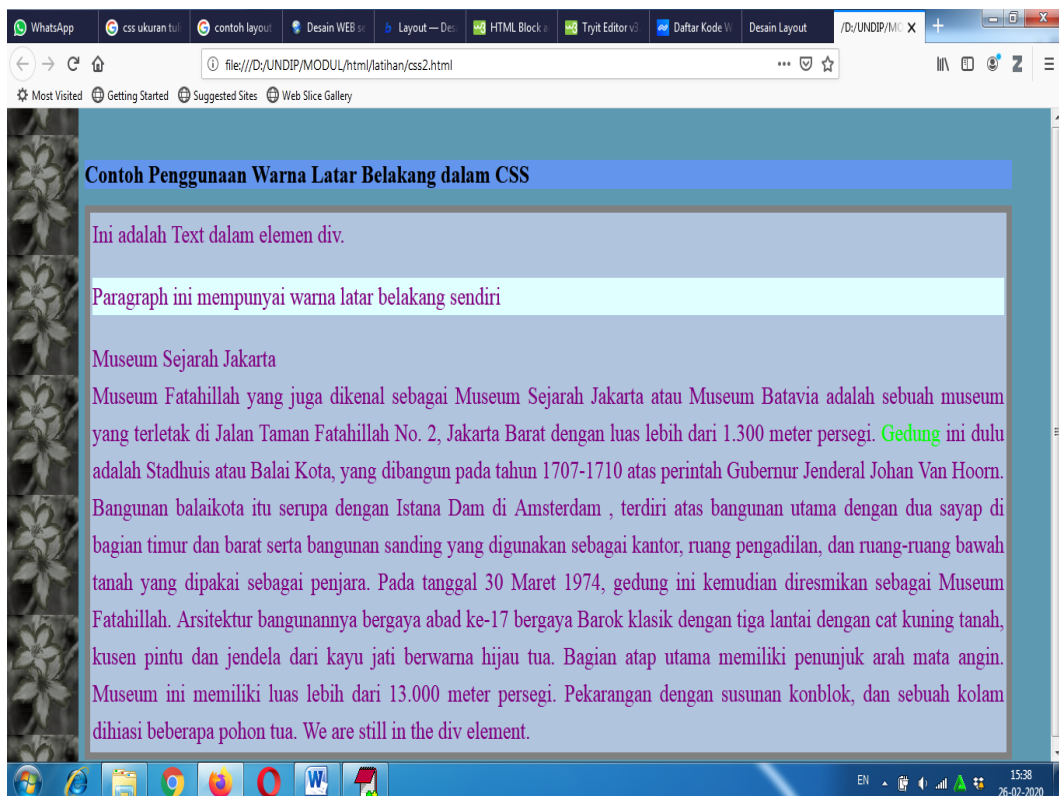 WhatsApp css ukuran tuli contoh layout Desain WEB se Layout — Des HTML Block a Tryit Editor v3. Daftar Kode W Desain Layout /D:/UNDIP/MO
file:///D:/UNDIP/MODUL/html/latihan/css2.html
Most Visited Getting Started Suggested Sites Web Slice Gallery
Contoh Penggunaan Warna Latar Belakang dalam CSS
Ini adalah Text dalam elemen div.
Paragraph ini mempunyai warna latar belakang sendiri
Museum Sejarah Jakarta
Museum Fatahillah yang juga dikenal sebagai Museum Sejarah Jakarta atau Museum Batavia adalah sebuah museum
yang terletak di Jalan Taman Fatahillah No. 2, Jakarta Barat dengan luas lebih dari 1.300 meter persegi. Gedung ini dulu
adalah Stadhuis atau Balai Kota, yang dibangun pada tahun 1707-1710 atas perintah Gubernur Jenderal Johan Van Hoorn.
Bangunan balaikota itu serupa dengan Istana Dam di Amsterdam , terdiri atas bangunan utama dengan dua sayap di
bagian timur dan barat serta bangunan sanding yang digunakan sebagai kantor, ruang pengadilan, dan ruang-ruang bawah
tanah yang dipakai sebagai penjara. Pada tanggal 30 Maret 1974, gedung ini kemudian diresmikan sebagai Museum
Fatahillah. Arsitektur bangunannya bergaya abad ke-17 bergaya Barok klasik dengan tiga lantai dengan cat kuning tanah,
kusen pintu dan jendela dari kayu jati berwarna hijau tua. Bagian atap utama memiliki penunjuk arah mata angin.
Museum ini memiliki luas lebih dari 13.000 meter persegi. Pekarangan dengan susunan konblok, dan sebuah kolam
dihiasi beberapa pohon tua. We are still in the div element.
EN 15:38
26-02-2020